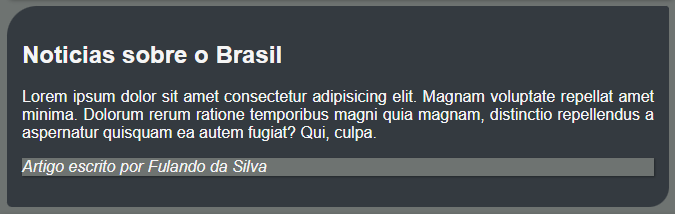 Noticias sobre o Brasil
Lorem ipsum dolor sit amet consectetur adipisicing elit. Magnam voluptate repellat amet
minima. Dolorum rerum ratione temporibus magni quia magnam, distinctio repellendus a
aspernatur quisquam ea autem fugiat? Qui, culpa.
Artigo escrito por Fulando da Silva